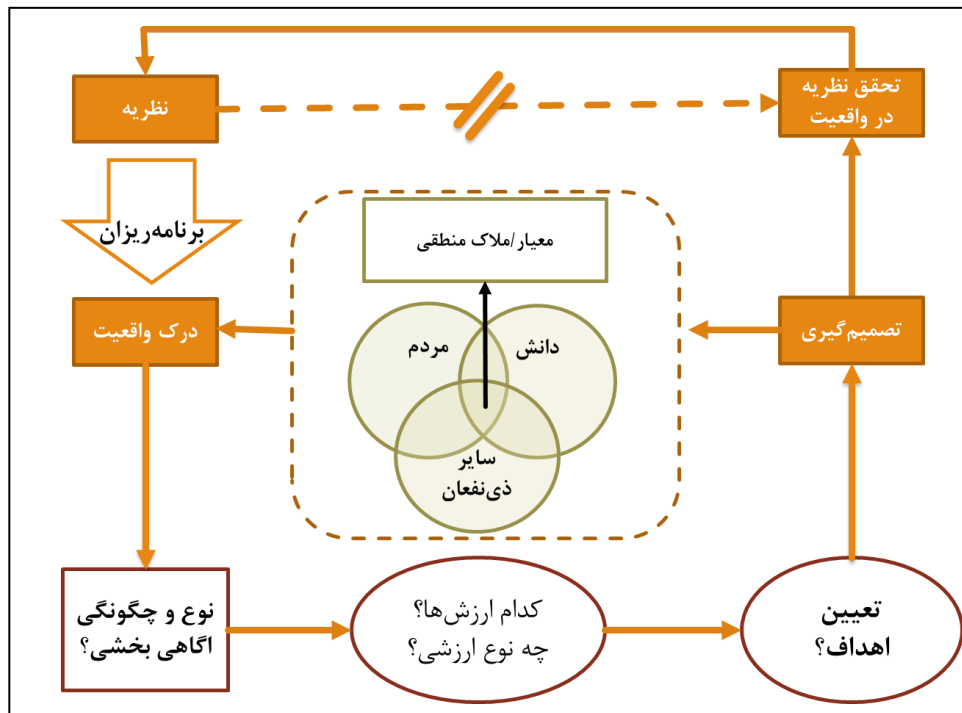 تحقق نظریه
در واقعیت
نظریه
برنامه‌ریزان
معیار/ملاک منطقی
تصمیم‌گیری
درک واقعیت
دانش
مردم
سایر
ذی‌نفعان
نوع و چگونگی
اگاهی بخشی؟
کدام ارزش‌ها؟
چه نوع ارزشی؟
تعیین
اهداف؟